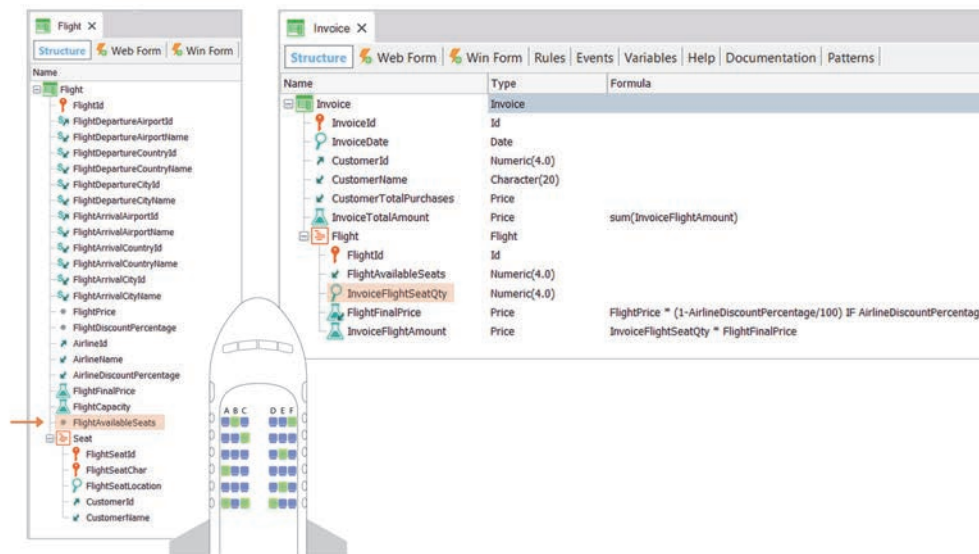 Flight
Structure Web Form Win Form
Name
Flight
FlightId
FlightDepartureAirportId
FlightDepartureAirportName
FlightDepartureCountryId
FlightDepartureCountryName
FlightDepartureCityId
FlightDepartureCityName
FlightArrivalAirportId
FlightArrivalAirportName
FlightArrivalCountryId
FlightArrivalCountryName
FlightArrivalCityId
FlightArrivalCityName
FlightPrice
FlightDiscountPercentage
AirlineId
AirlineName
AirlineDiscountPercentage
FlightFinalPrice
FlightCapacity
FlightAvailableSeats
Seat
FlightSeatId
FlightSeatChar
FlightSeatLocation
CustomerId
CustomerName
A B C D E F
Invoice
Structure Web Form Win Form Rules Events Variables Help Documentation Patterns
Name Type Formula
Invoice Invoice
InvoiceId Id
InvoiceDate Date
CustomerId Numeric(4.0)
CustomerName Character(20)
CustomerTotalPurchases Price
InvoiceTotalAmount Price sum(InvoiceFlightAmount)
Flight Flight
FlightId Id
FlightAvailableSeats Numeric(4.0)
InvoiceFlightSeatQty Numeric(4.0)
FlightFinalPrice Price FlightPrice * (1-AirlineDiscountPercentage/100) IF AirlineDiscountPercentag
InvoiceFlightAmount Price InvoiceFlightSeatQty * FlightFinalPrice